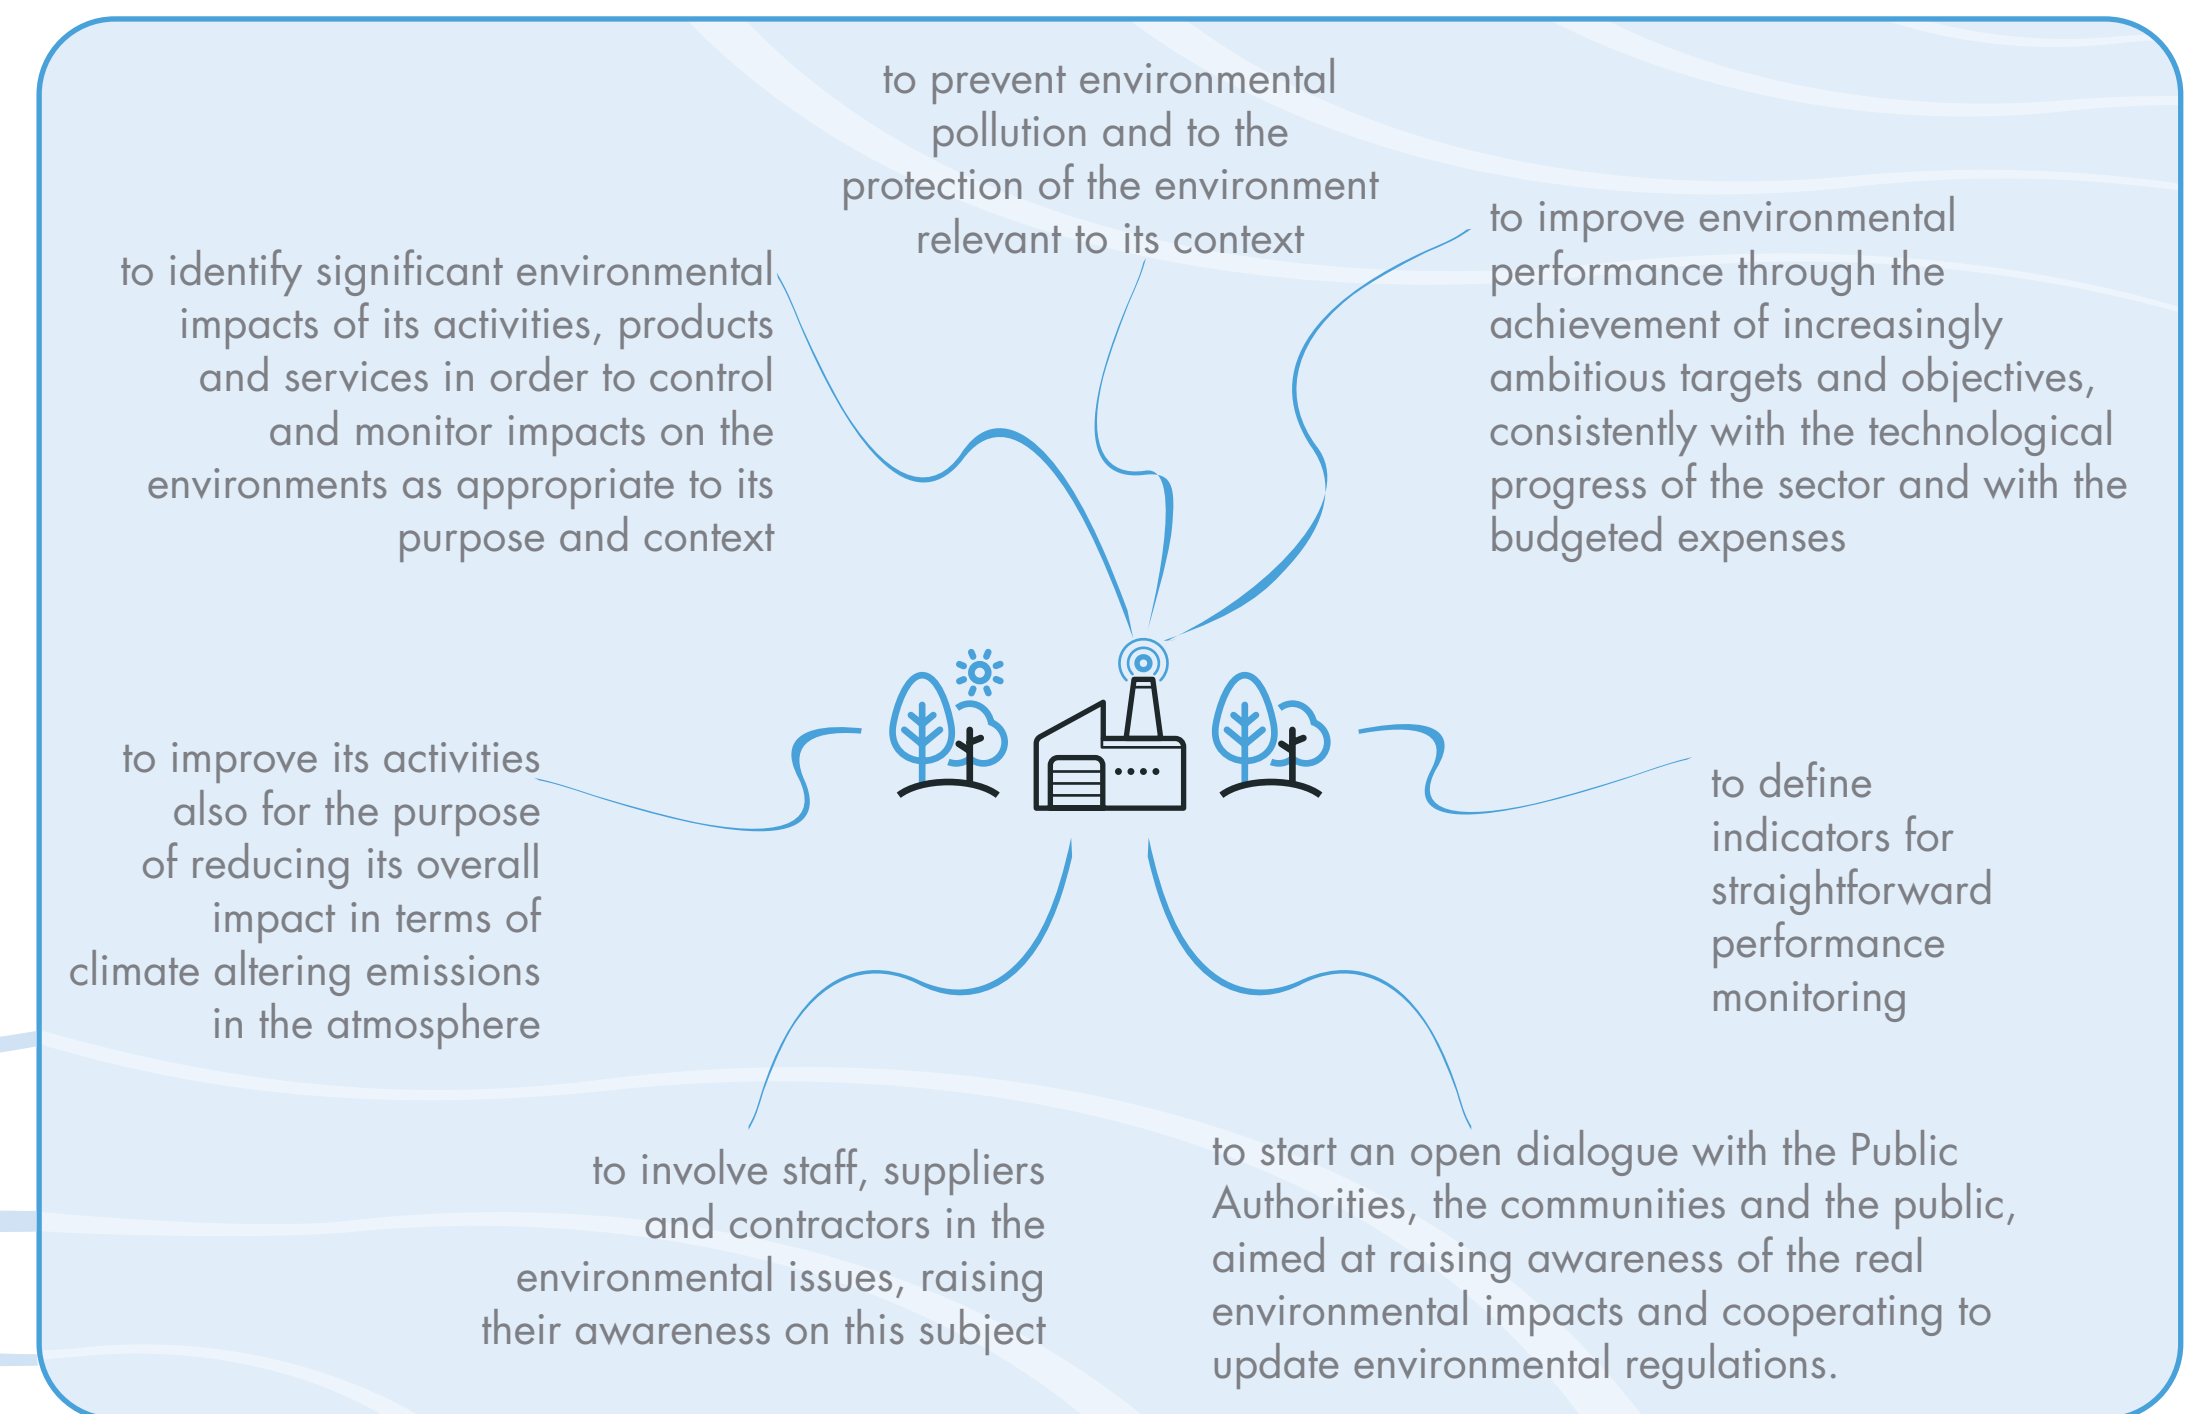 to prevent environmental
pollution and to the
protection of the environment
relevant to its context
to identify significant environmental
impacts of its activities, products
and services in order to control
and monitor impacts on the
environments as appropriate to its
purpose and context
to improve environmental
performance through the
achievement of increasingly
ambitious targets and objectives,
consistently with the technological
progress of the sector and with the
budgeted expenses
to improve its activities
also for the purpose
of reducing its overall
impact in terms of
climate altering emissions
in the atmosphere
to define
indicators for
straightforward
performance
monitoring
to involve staff, suppliers
and contractors in the
environmental issues, raising
their awareness on this subject
to start an open dialogue with the Public
Authorities, the communities and the public,
aimed at raising awareness of the real
environmental impacts and cooperating to
update environmental regulations.